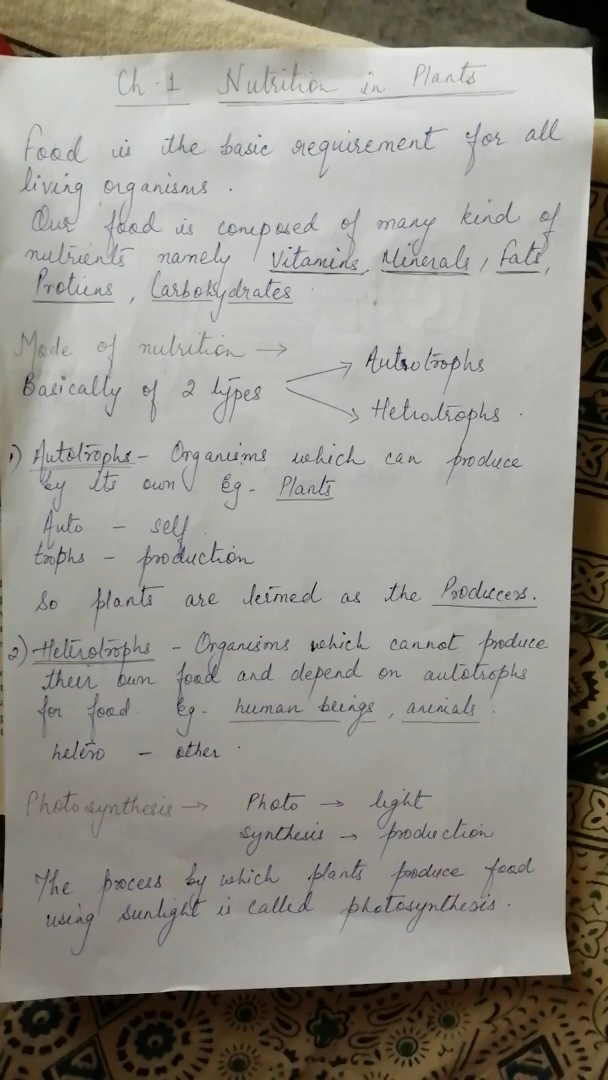 Ch-1 Nutrition in Plants
Food is the basic requirement for all
living organisms.
Our food is composed of many kind of
nutrients namely Vitamins, Minerals, Fats,
Protiens, Carbohydrates.
Mode of nutrition →
Basically of 2 types
Autrotrophs
Hetrotrophs.
1) Autotrophs - Organisms which can produce
by its own Eg - Plants
Auto - self
trophs - production
So plants are termed as the Producers.
2) Heterotrophs - Organisms which cannot produce
their own food and depend on autotrophs
for food. Eg. human beings, animals.
hetero - other.
Photosynthesis → Photo → light
synthesis → production
The process by which plants produce food
using sunlight is called photosynthesis.